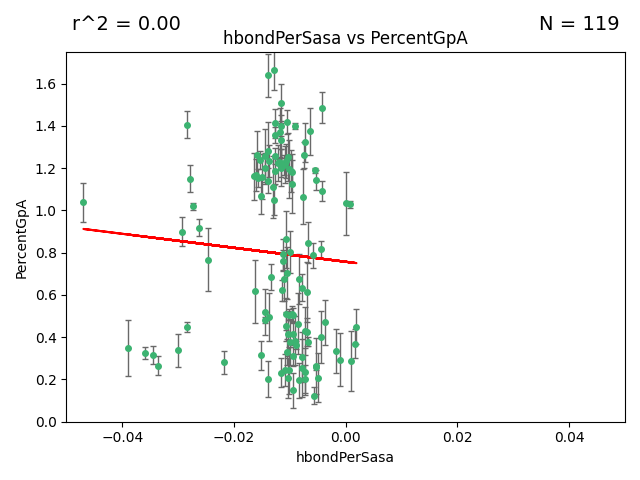 r^2 = 0.00
N = 119
hbondPerSasa vs PercentGpA
PercentGpA
1.6
1.4
1.2
1.0
0.8
0.6
0.4
0.2
0.0
−0.04
−0.02
0.00
0.02
0.04
hbondPerSasa